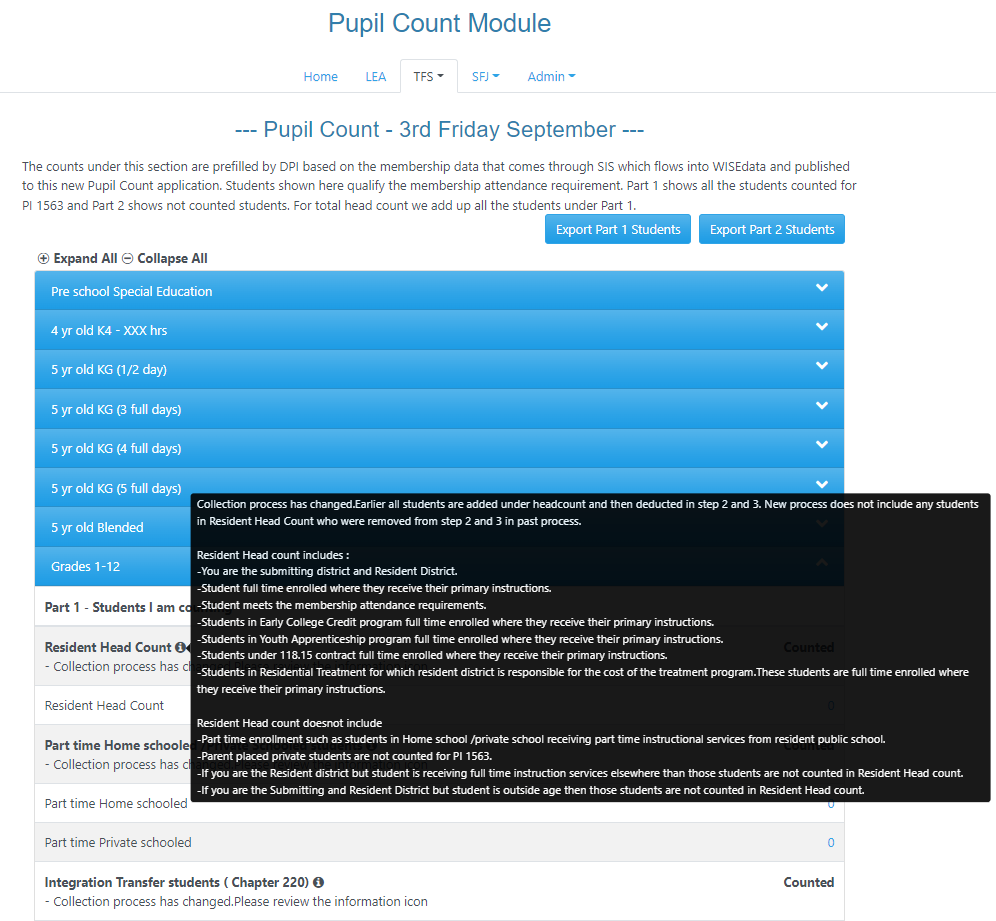 Pupil Count Module
Home LEA TFS SFJ Admin
--- Pupil Count - 3rd Friday September ---
The counts under this section are prefilled by DPI based on the membership data that comes through SIS which flows into WISEdata and published
to this new Pupil Count application. Students shown here qualify the membership attendance requirement. Part 1 shows all the students counted for
PI 1563 and Part 2 shows not counted students. For total head count we add up all the students under Part 1.
Export Part 1 Students Export Part 2 Students
Expand All Collapse All
Pre school Special Education
4 yr old K4 - XXX hrs
5 yr old KG (1/2 day)
5 yr old KG (3 full days)
5 yr old KG (4 full days)
5 yr old KG (5 full days)
5 yr old Blended
Grades 1-12
Collection process has changed.Earlier all students are added under headcount and then deducted in step 2 and 3. New process does not include any students
in Resident Head Count who were removed from step 2 and 3 in past process.
Resident Head count includes :
-You are the submitting district and Resident District.
-Student full time enrolled where they receive their primary instructions.
-Student meets the membership attendance requirements.
-Students in Early College Credit program full time enrolled where they receive their primary instructions.
-Students in Youth Apprenticeship program full time enrolled where they receive their primary instructions.
-Students under 118.15 contract full time enrolled where they receive their primary instructions.
-Students in Residential Treatment for which resident district is responsible for the cost of the treatment program.These students are full time enrolled where
they receive their primary instructions.
Resident Head count doesnot include
-Part time enrollment such as students in Home school /private school receiving part time instructional services from resident public school.
-Parent placed private students are not counted for PI 1563.
-If you are the Resident district but student is receiving full time instruction services elsewhere than those students are not counted in Resident Head count.
-If you are the Submitting and Resident District but student is outside age then those students are not counted in Resident Head count.
Part 1 - Students I am
Resident Head Count Counted
- Collection process has changed.Please review the information icon
Resident Head Count 0
Part time Home schooled /Private Schooled students Counted
- Collection process has
Part time Home schooled 0
Part time Private schooled 0
Integration Transfer students ( Chapter 220) Counted
- Collection process has changed.Please review the information icon